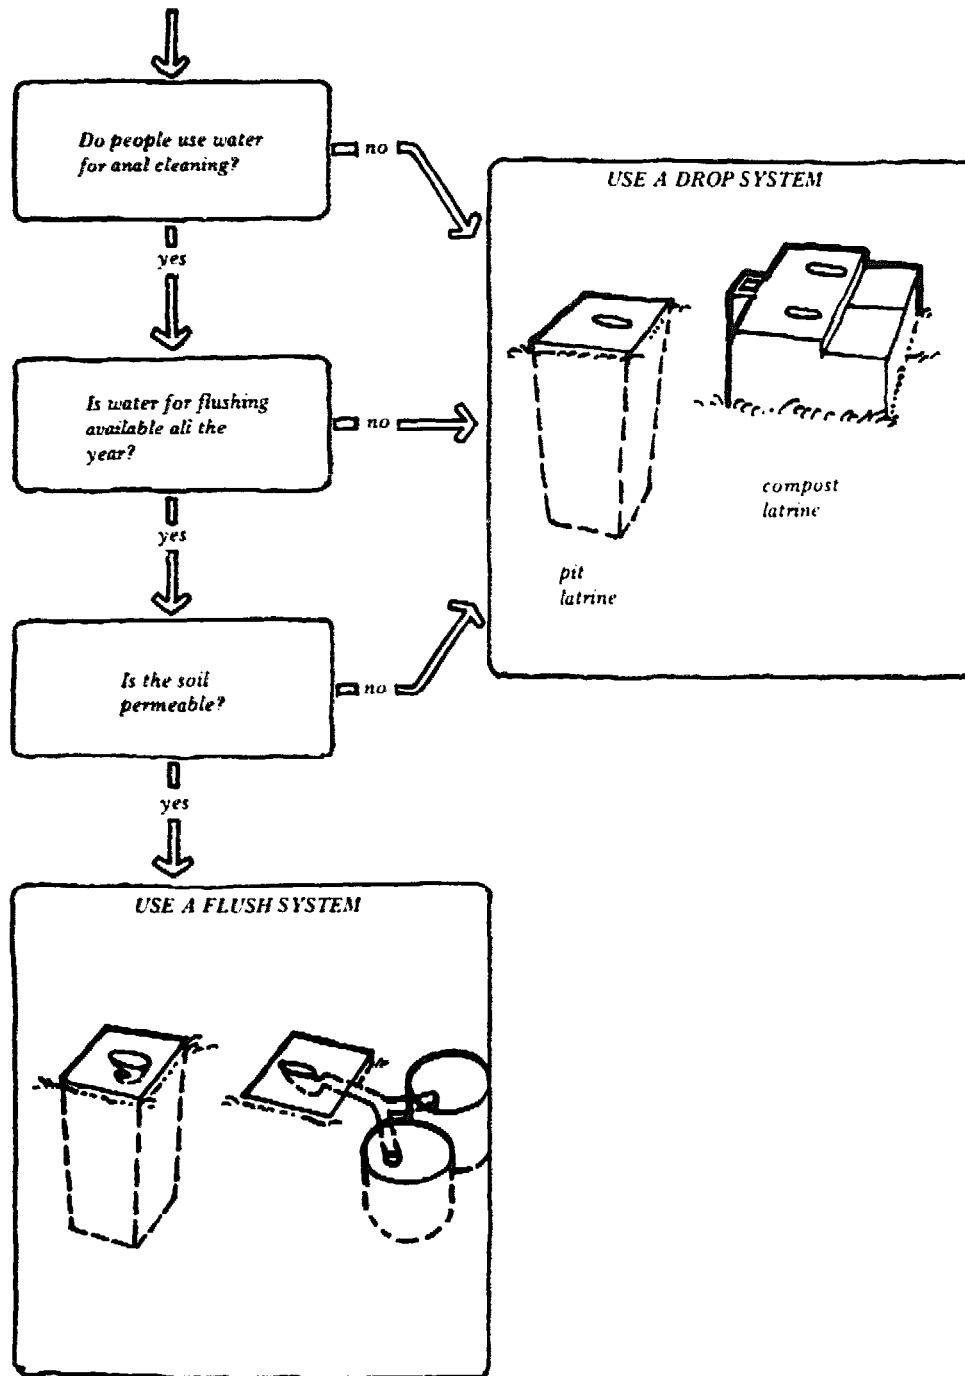 Do people use water
for anal cleaning?
no
yes
USE A DROP SYSTEM
Is water for flushing
available all the
year?
no
yes
compost
latrine
pit
latrine
Is the soil
permeable?
no
yes
USE A FLUSH SYSTEM